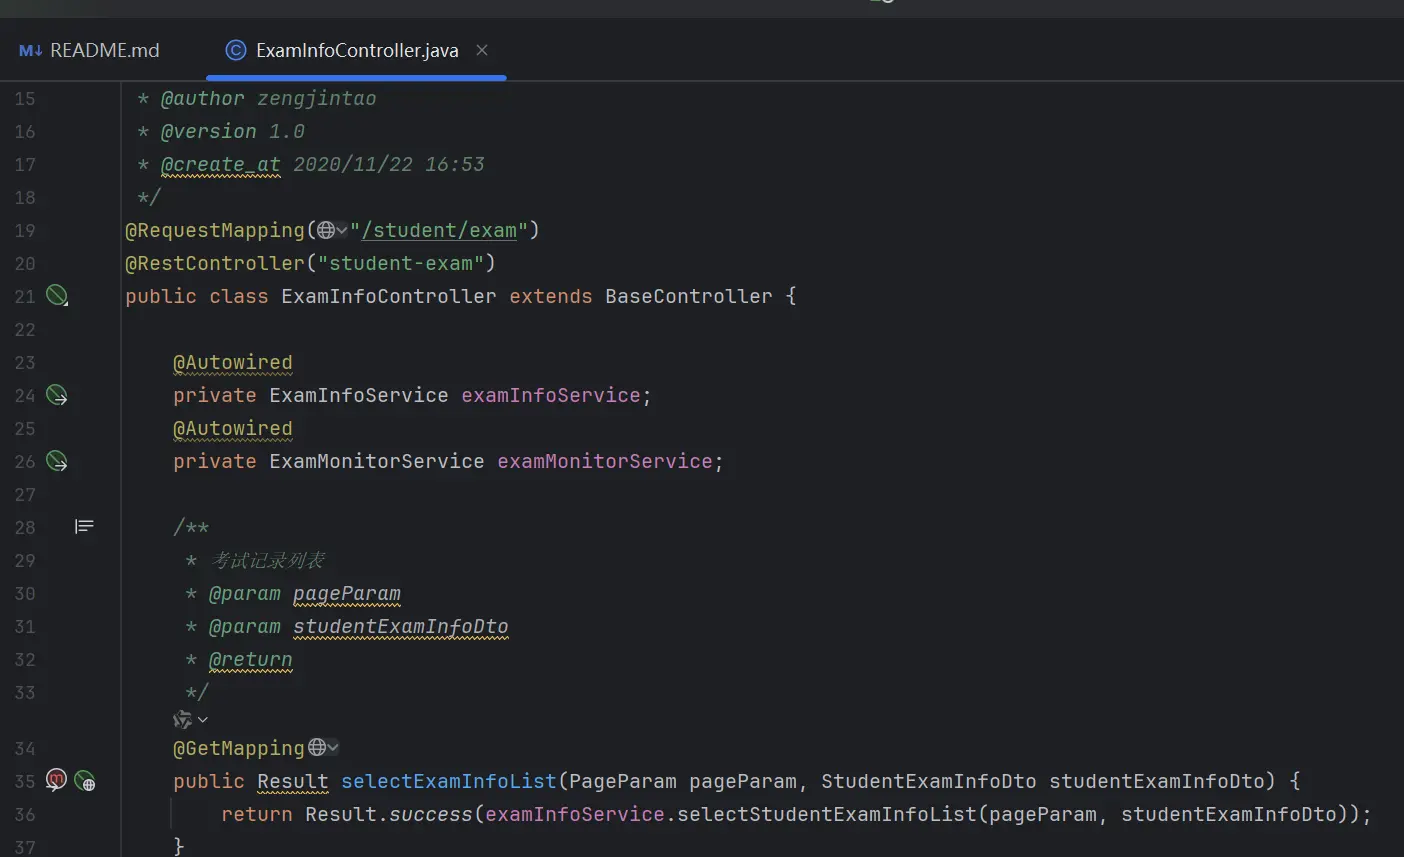 README.md
ExamInfoController.java
15 * @author zengjintao
16 * @version 1.0
17 * @create_at 2020/11/22 16:53
18 */
19 @RequestMapping("/student/exam")
20 @RestController("student-exam")
21 public class ExamInfoController extends BaseController {
22
23 @Autowired
24 private ExamInfoService examInfoService;
25 @Autowired
26 private ExamMonitorService examMonitorService;
27
28 /**
29 * 考试记录列表
30 * @param pageParam
31 * @param studentExamInfoDto
32 * @return
33 */
34 @GetMapping
35 public Result selectExamInfoList(PageParam pageParam, StudentExamInfoDto studentExamInfoDto) {
36 return Result.success(examInfoService.selectStudentExamInfoList(pageParam, studentExamInfoDto));
37 }